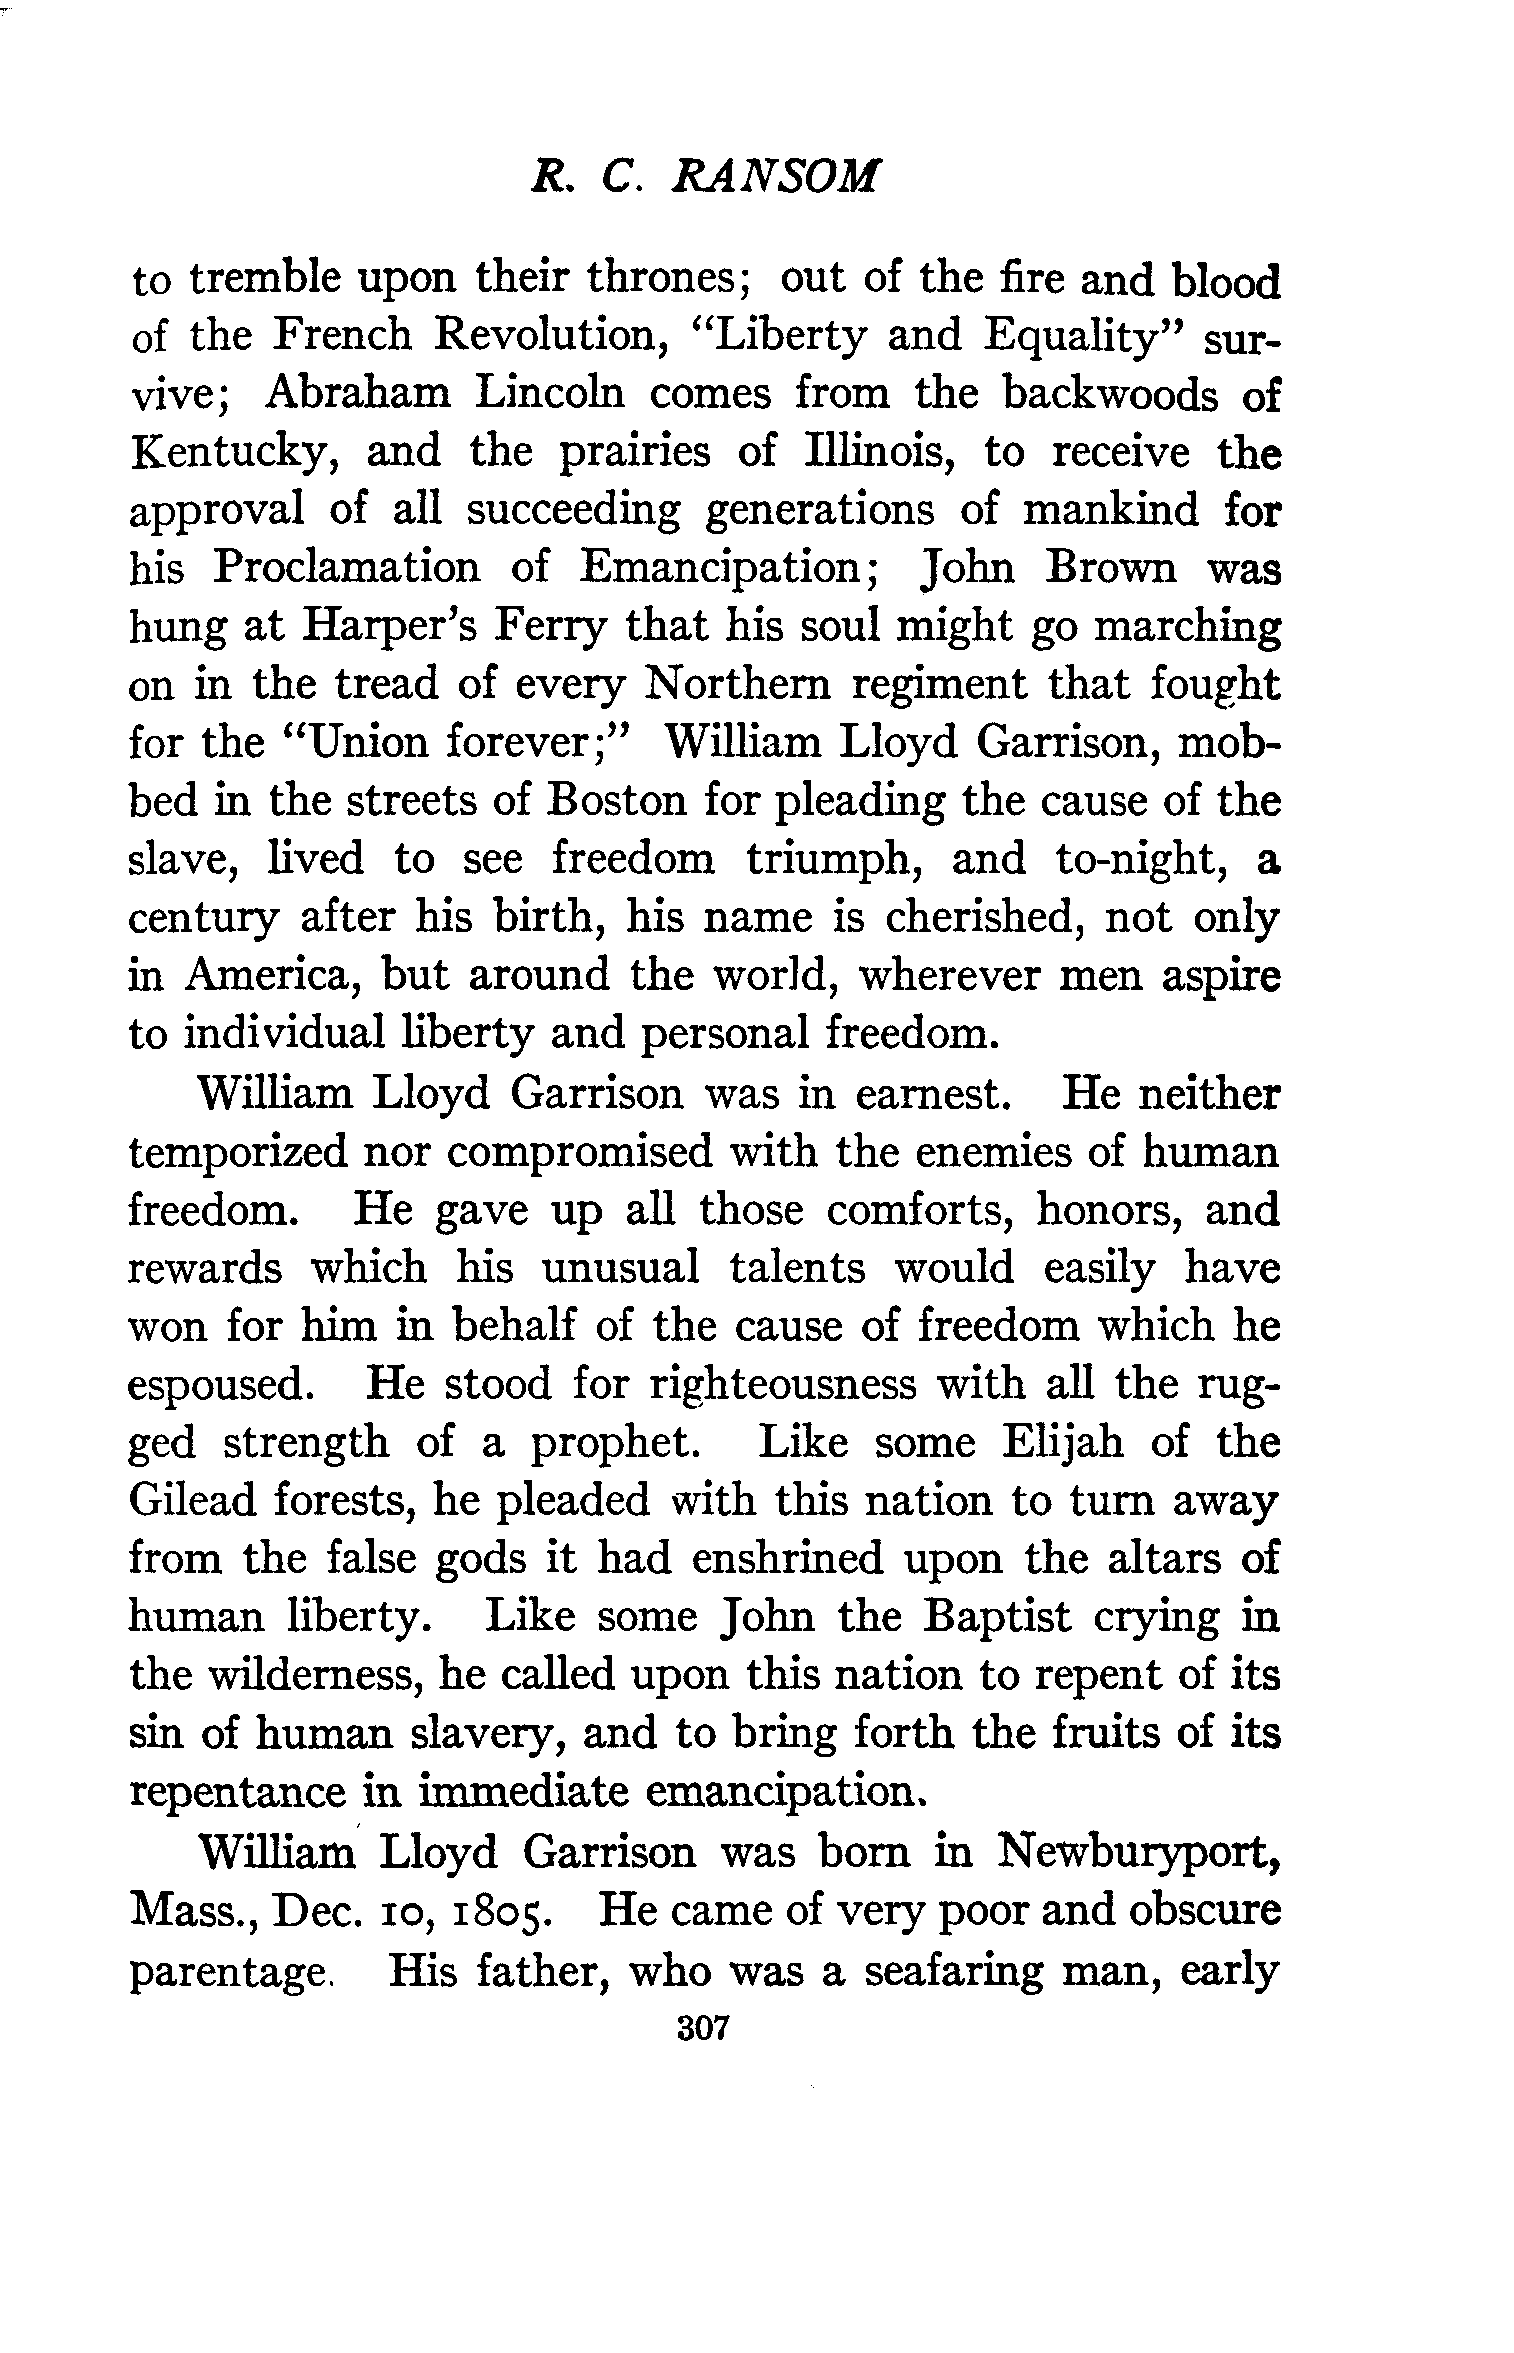 R. C. RANSOM
to tremble upon their thrones; out of the fire and blood
of the French Revolution, "Liberty and Equality" sur-
vive; Abraham Lincoln comes from the backwoods of
Kentucky, and the prairies of Illinois, to receive the
approval of all succeeding generations of mankind for
his Proclamation of Emancipation; John Brown was
hung at Harper's Ferry that his soul might go marching
on in the tread of every Northern regiment that fought
for the "Union forever;" William Lloyd Garrison, mob-
bed in the streets of Boston for pleading the cause of the
slave, lived to see freedom triumph, and to-night, a
century after his birth, his name is cherished, not only
in America, but around the world, wherever men aspire
to individual liberty and personal freedom.
William Lloyd Garrison was in earnest. He neither
temporized nor compromised with the enemies of human
freedom. He gave up all those comforts, honors, and
rewards which his unusual talents would easily have
won for him in behalf of the cause of freedom which he
espoused. He stood for righteousness with all the rug-
ged strength of a prophet. Like some Elijah of the
Gilead forests, he pleaded with this nation to turn away
from the false gods it had enshrined upon the altars of
human liberty. Like some John the Baptist crying in
the wilderness, he called upon this nation to repent of its
sin of human slavery, and to bring forth the fruits of its
repentance in immediate emancipation.
William Lloyd Garrison was born in Newburyport,
Mass., Dec. 10, 1805. He came of very poor and obscure
parentage. His father, who was a seafaring man, early
307